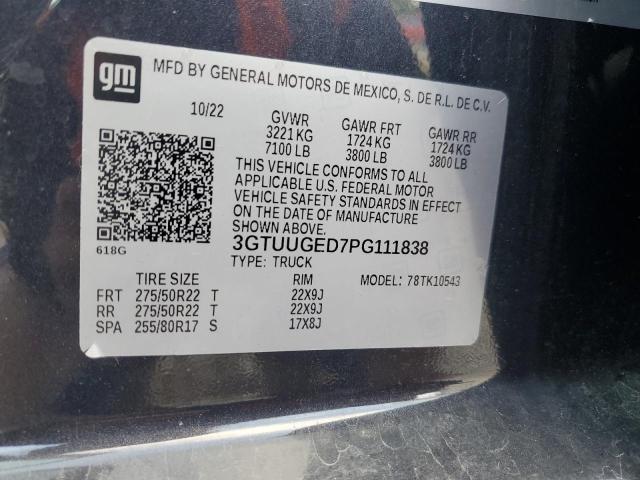 gm
MFD BY GENERAL MOTORS DE MEXICO, S. DE R.L. DE C.V.
10/22 GVWR GAWR FRT GAWR RR
3221 KG 1724 KG 1724 KG
7100 LB 3800 LB 3800 LB
THIS VEHICLE CONFORMS TO ALL
APPLICABLE U.S. FEDERAL MOTOR
VEHICLE SAFETY STANDARDS IN EFFECT
ON THE DATE OF MANUFACTURE
SHOWN ABOVE.
618G
3GTUUGED7PG111838
TYPE: TRUCK MODEL: 78TK10543
TIRE SIZE RIM
FRT 275/50R22 T 22X9J
RR 275/50R22 T 22X9J
SPA 255/80R17 S 17X8J